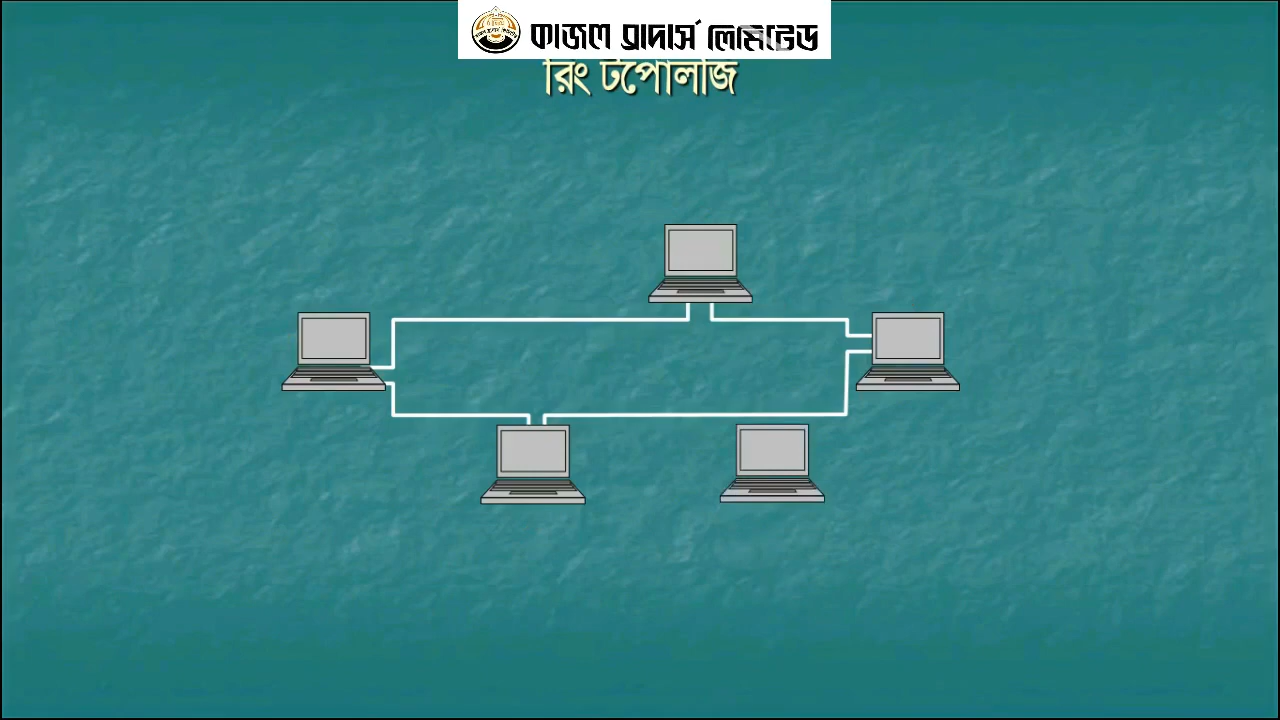 কাজল ব্রাদার্স লিমিটেড
রিং টপোলজি